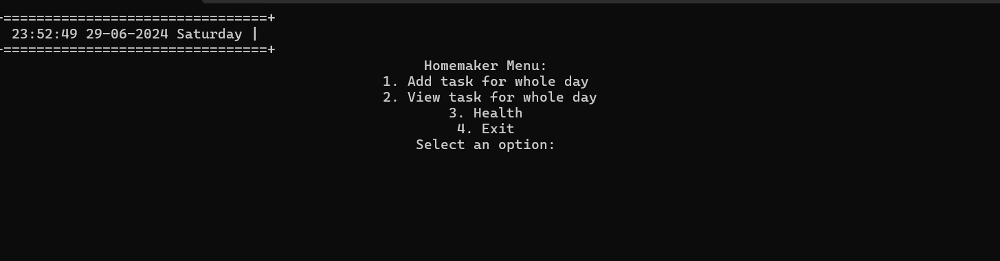 +================================+
23:52:49 29-06-2024 Saturday |
+================================+
Homemaker Menu:
1. Add task for whole day
2. View task for whole day
3. Health
4. Exit
Select an option: